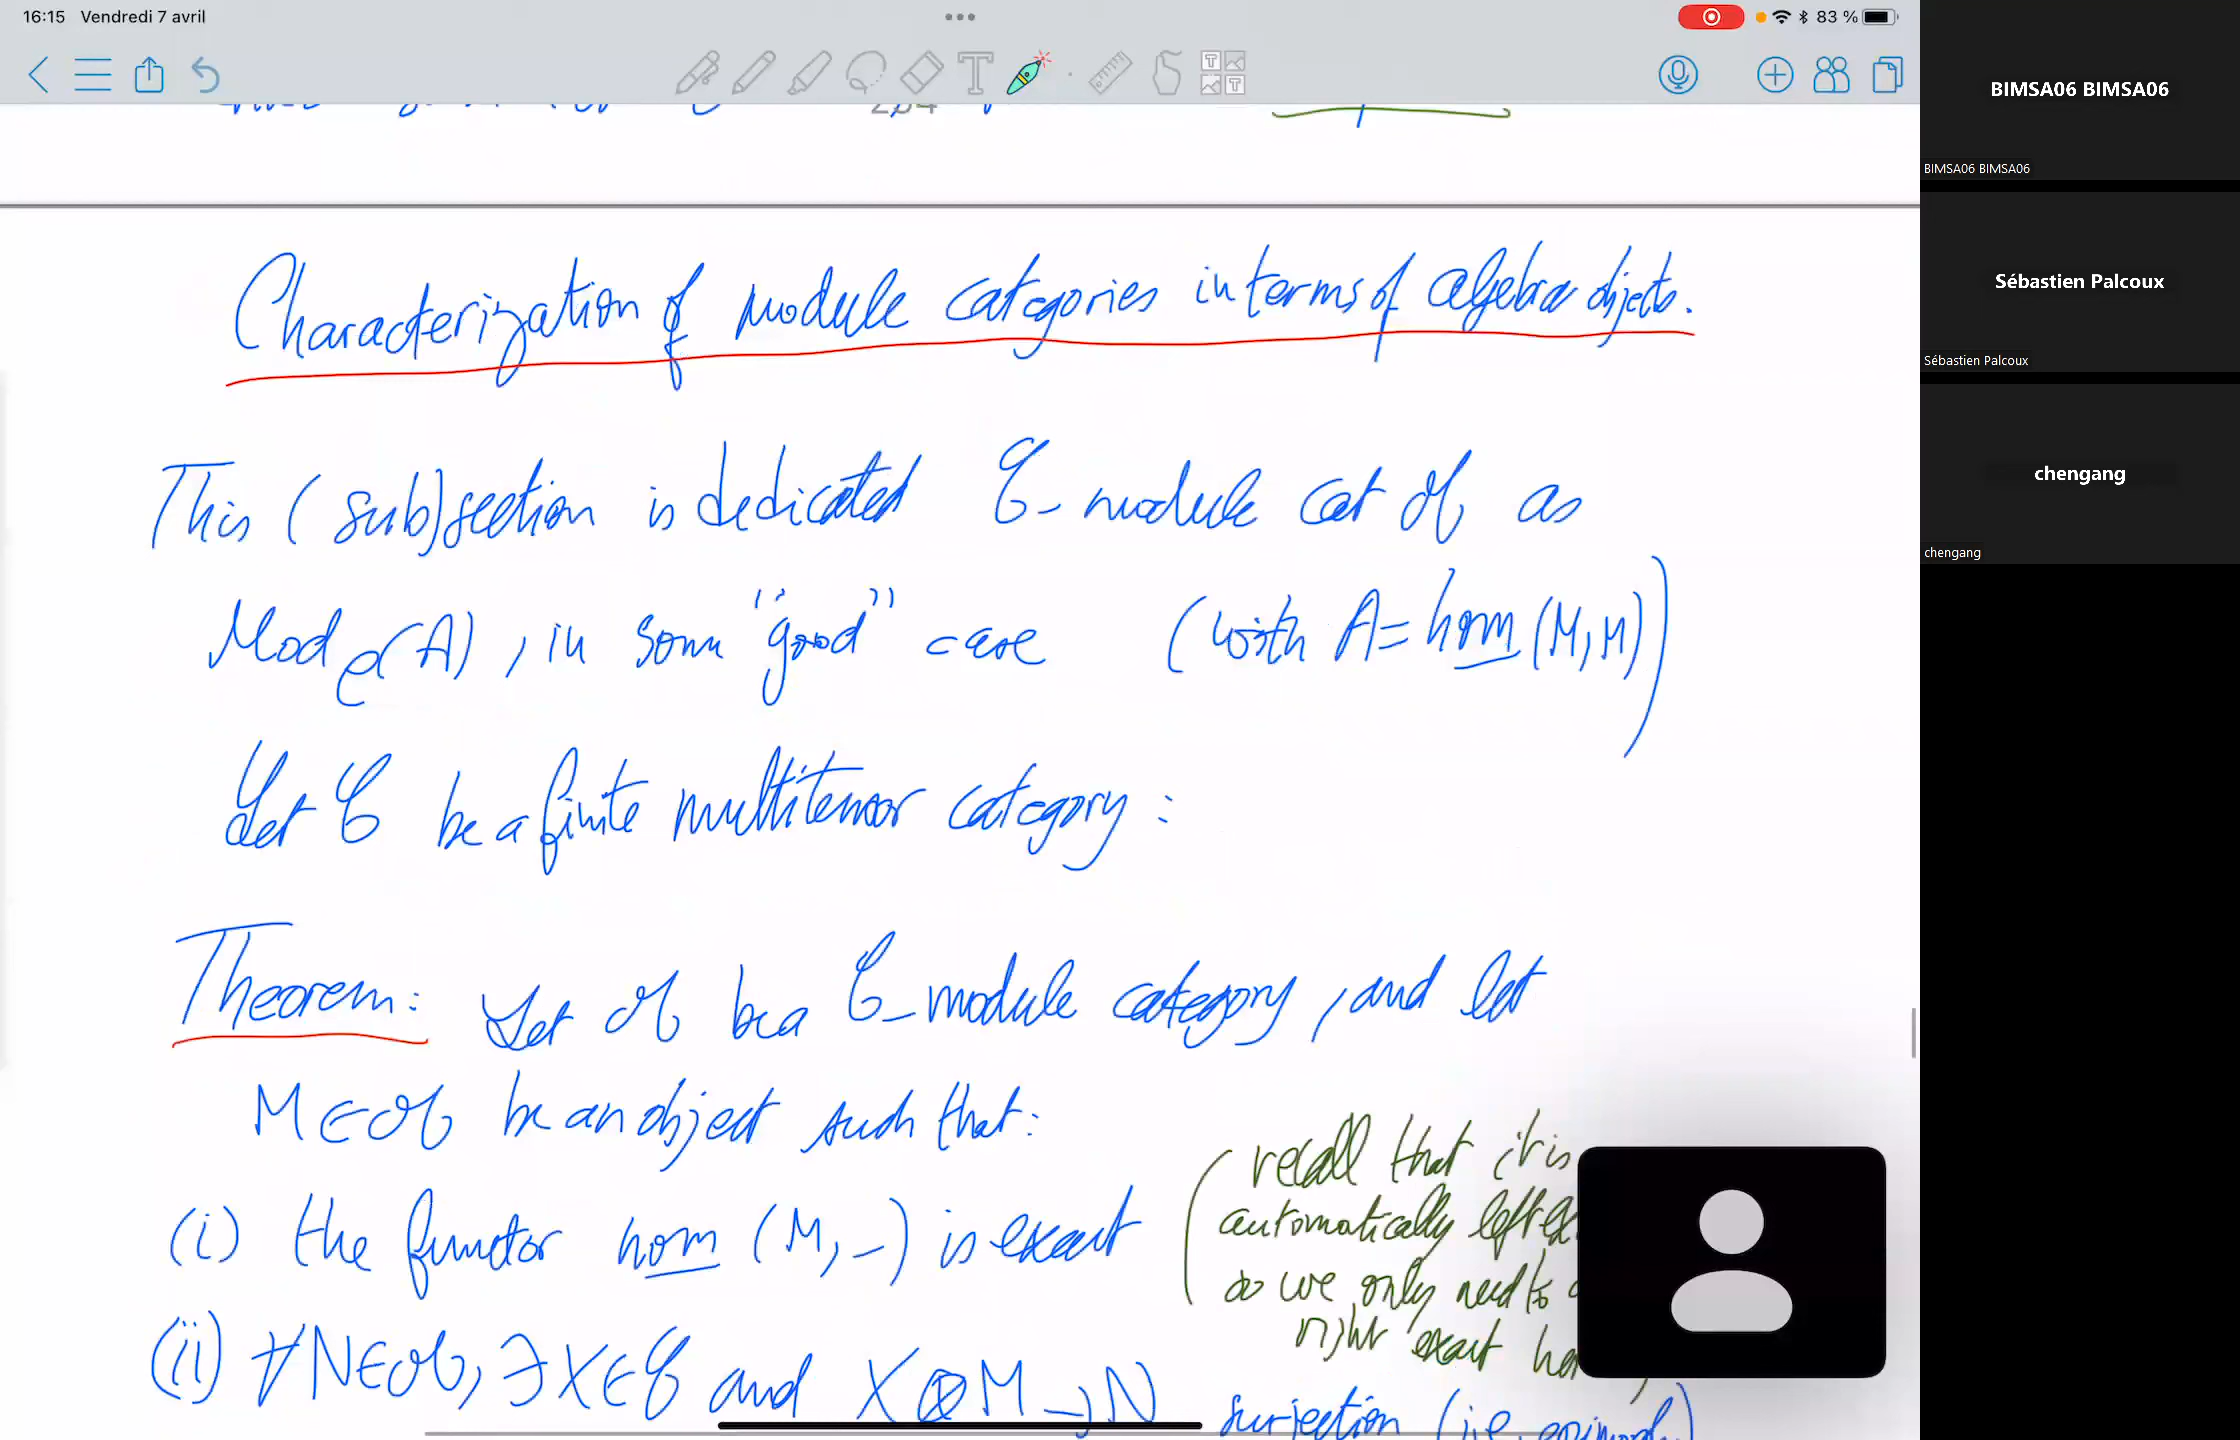 16:15 Vendredi 7 avril
83 %
BIMSA06 BIMSA06
BIMSA06 BIMSA06
Sébastien Palcoux
Sébastien Palcoux
chengang
chengang
Characterization of module categories in terms of algebra objects.
This (sub)section is dedicated 𝒞-module cat ℳ as
Mod_𝒞(A), in some "good" case (with A = hom(M,M))
Let 𝒞 be a finite multitensor category:
Theorem: Let ℳ be a 𝒞-module category, and let
M ∈ ℳ be an object such that:
(i) the functor hom (M, −) is exact
(recall that it is
automatically left
so we only need to
right exact
(ii) ∀N∈ℳ, ∃X∈𝒞 and X⊗M → N surjection (i.e.